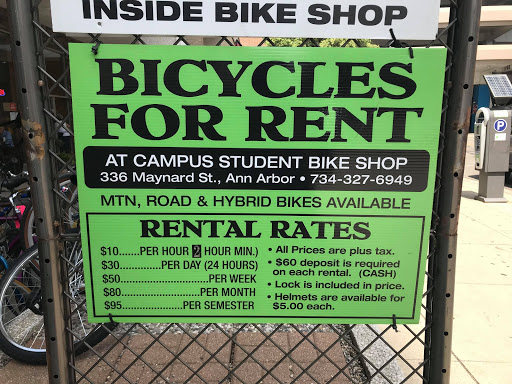 INSIDE BIKE SHOP
BICYCLES
FOR RENT
AT CAMPUS STUDENT BIKE SHOP
336 Maynard St., Ann Arbor • 734-327-6949
MTN, ROAD & HYBRID BIKES AVAILABLE
RENTAL RATES
$10.......PER HOUR 2 HOUR MIN.)
$30..........PER DAY (24 HOURS)
$50......................PER WEEK
$80....................PER MONTH
$95...............PER SEMESTER
• All Prices are plus tax.
• $60 deposit is required
on each rental. (CASH)
• Lock is included in price.
• Helmets are available for
$5.00 each.
P